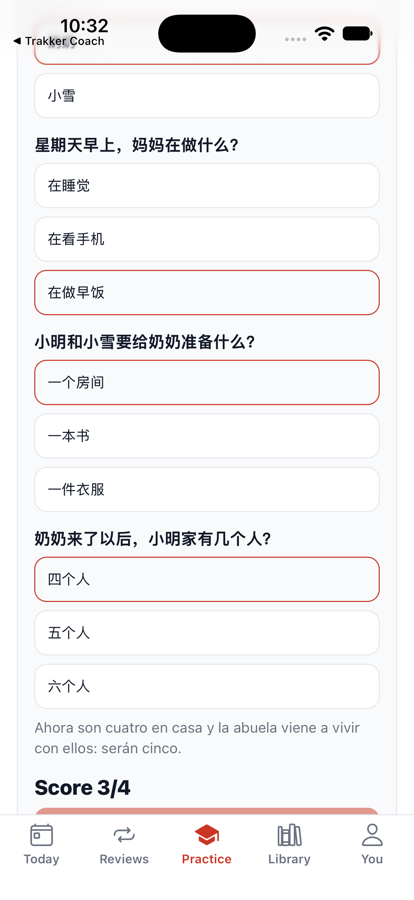 10:32
◀ Trakker Coach
小雪
星期天早上，妈妈在做什么？
在睡觉
在看手机
在做早饭
小明和小雪要给奶奶准备什么？
一个房间
一本书
一件衣服
奶奶来了以后，小明家有几个人？
四个人
五个人
六个人
Ahora son cuatro en casa y la abuela viene a vivir
con ellos: serán cinco.
Score 3/4
Today Reviews Practice Library You